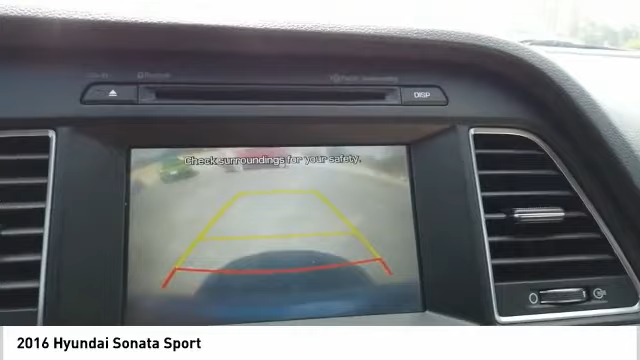 DISP
Check surroundings for your safety.
2016 Hyundai Sonata Sport